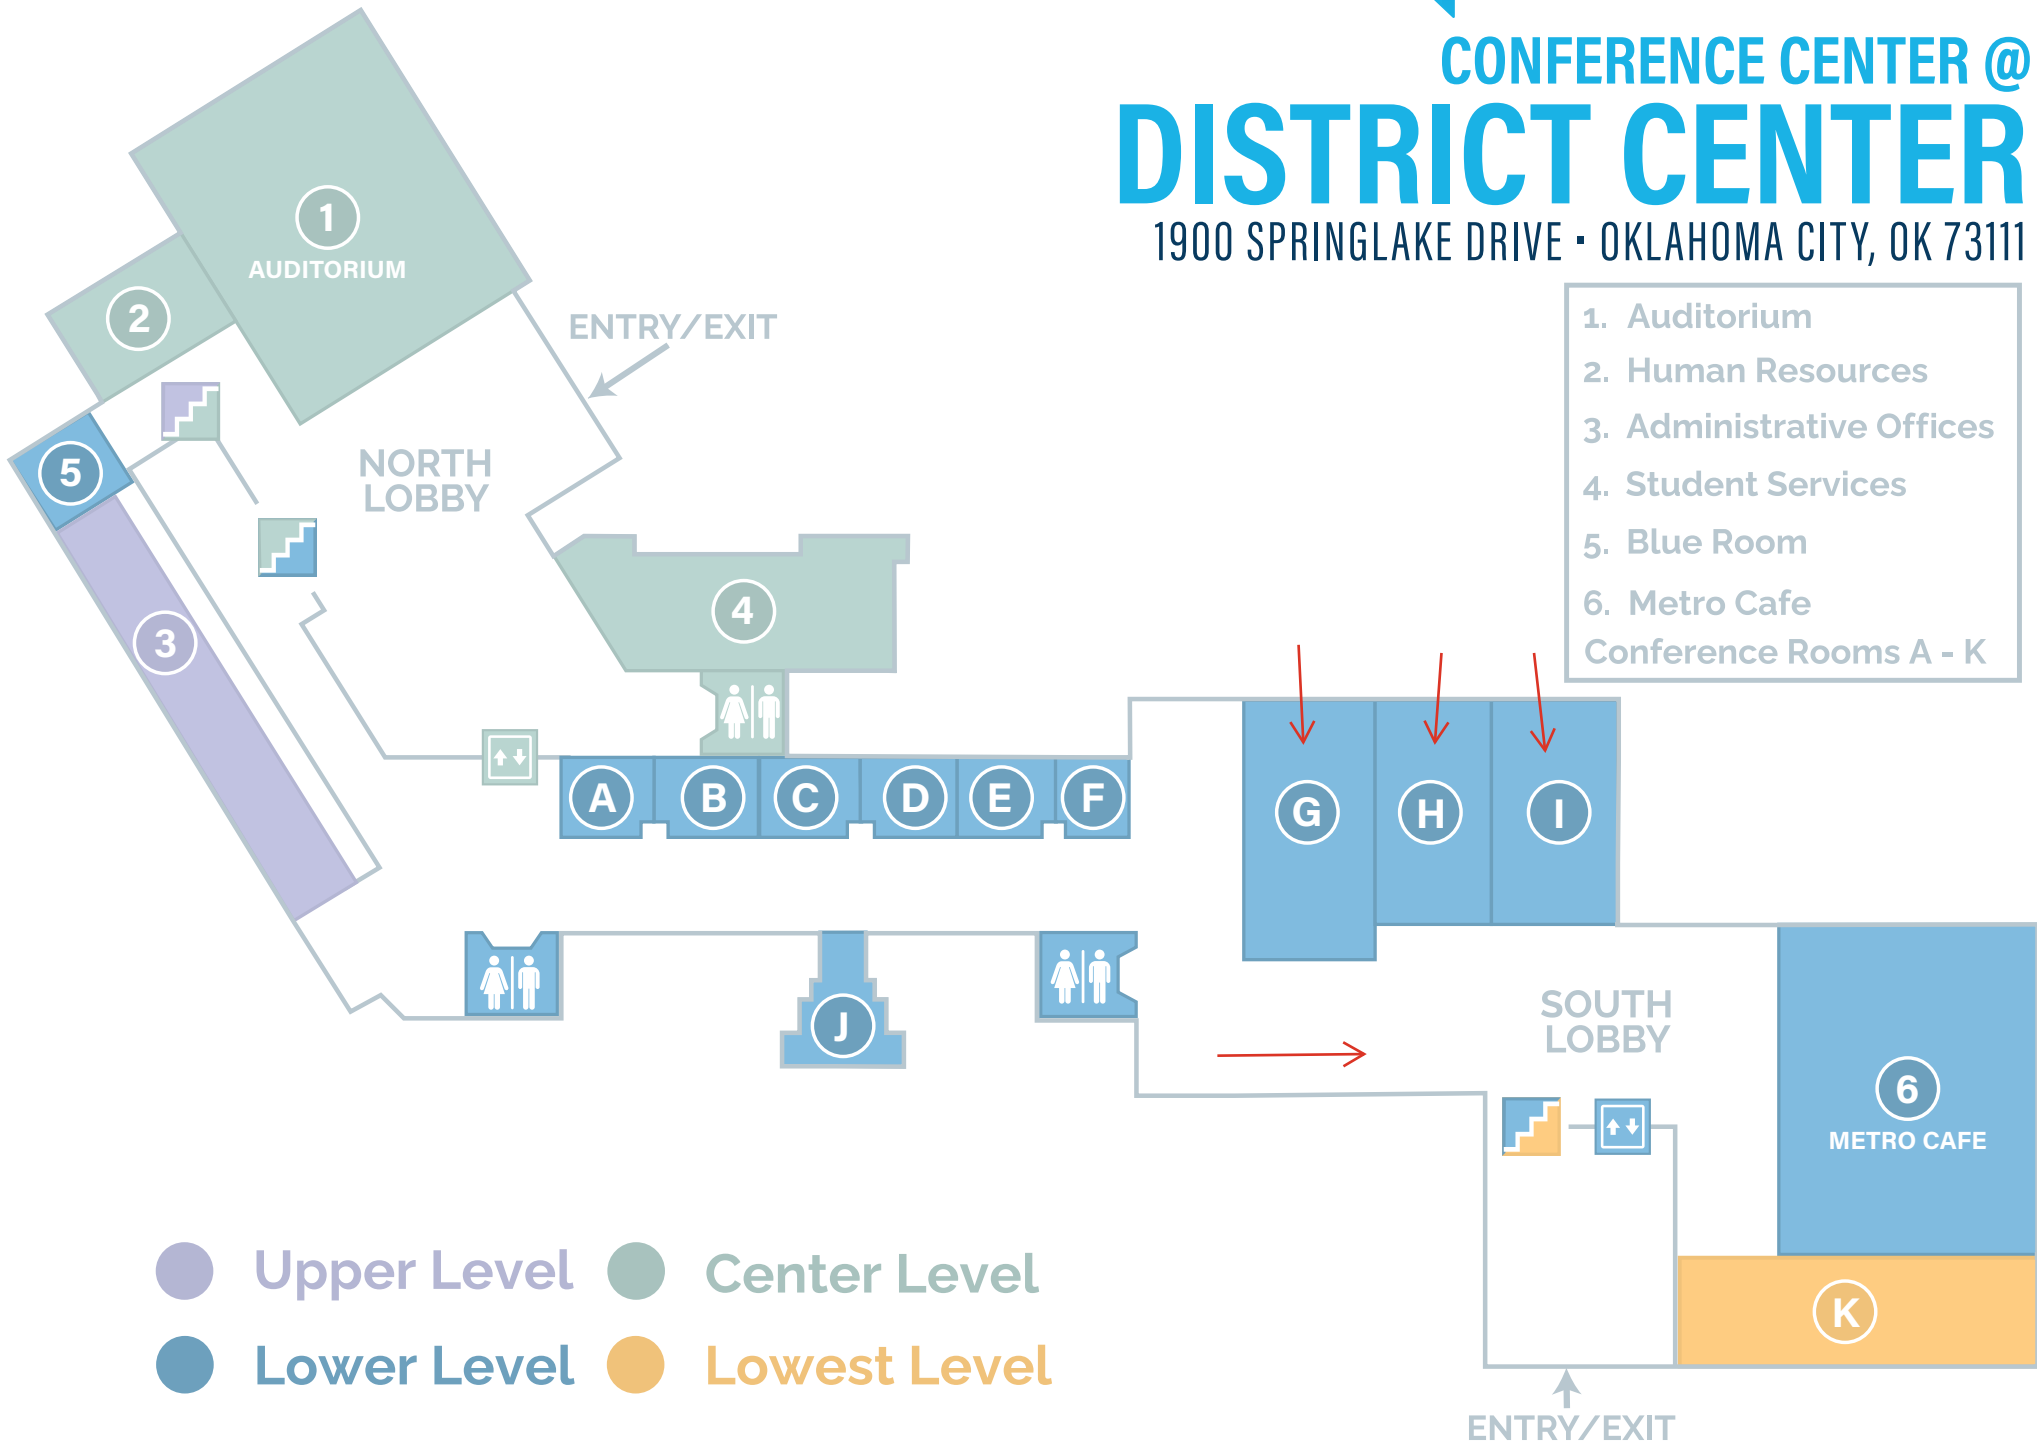 CONFERENCE CENTER @
DISTRICT CENTER
1900 SPRINGLAKE DRIVE · OKLAHOMA CITY, OK 73111
1. Auditorium
2. Human Resources
3. Administrative Offices
4. Student Services
5. Blue Room
6. Metro Cafe
Conference Rooms A - K
1
AUDITORIUM
2
ENTRY/EXIT
5
NORTH
LOBBY
3
4
A
B
C
D
E
F
G
H
I
J
SOUTH
LOBBY
6
METRO CAFE
K
ENTRY/EXIT
Upper Level
Center Level
Lower Level
Lowest Level